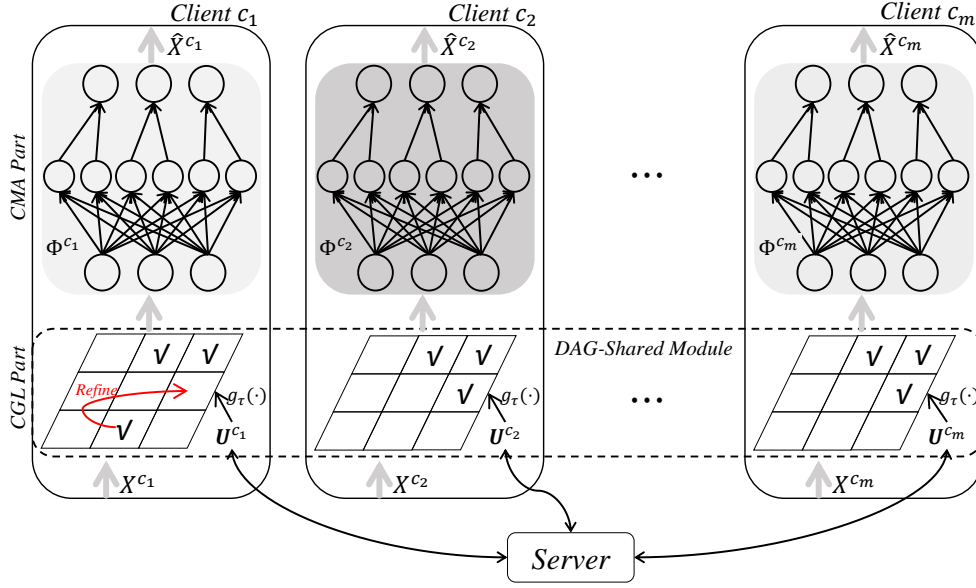 Client c₁
Client c₂
Client cₘ
X̂^c₁
X̂^c₂
X̂^cₘ
CMA Part
Φ^c₁
Φ^c₂
Φ^cₘ
...
CGL Part
DAG-Shared Module
√ √
√ √
√ √
Refine
√
√
√
g_τ(·)
g_τ(·)
g_τ(·)
...
U^c₁
U^c₂
U^cₘ
X^c₁
X^c₂
X^cₘ
Server